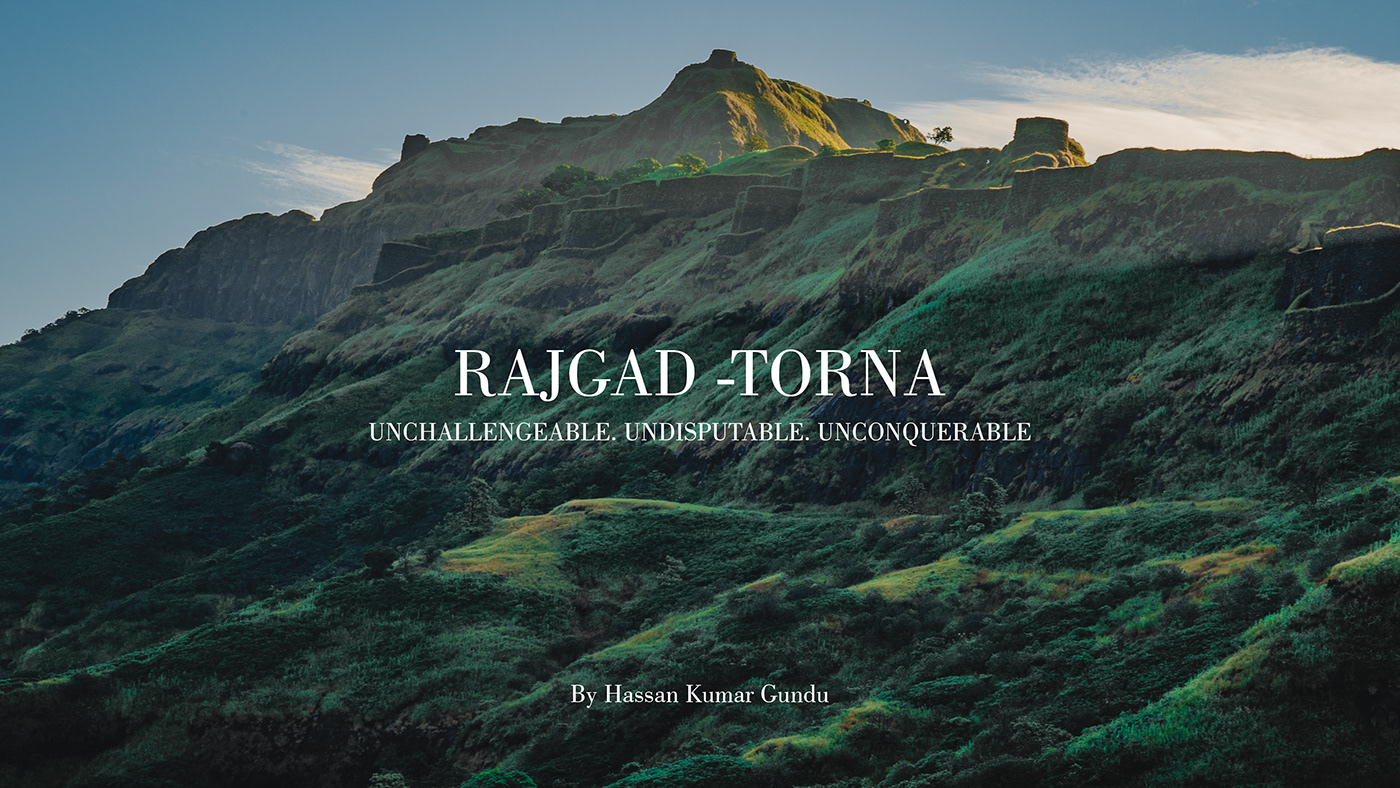 RAJGAD -TORNA
UNCHALLENGEABLE. UNDISPUTABLE. UNCONQUERABLE
By Hassan Kumar Gundu